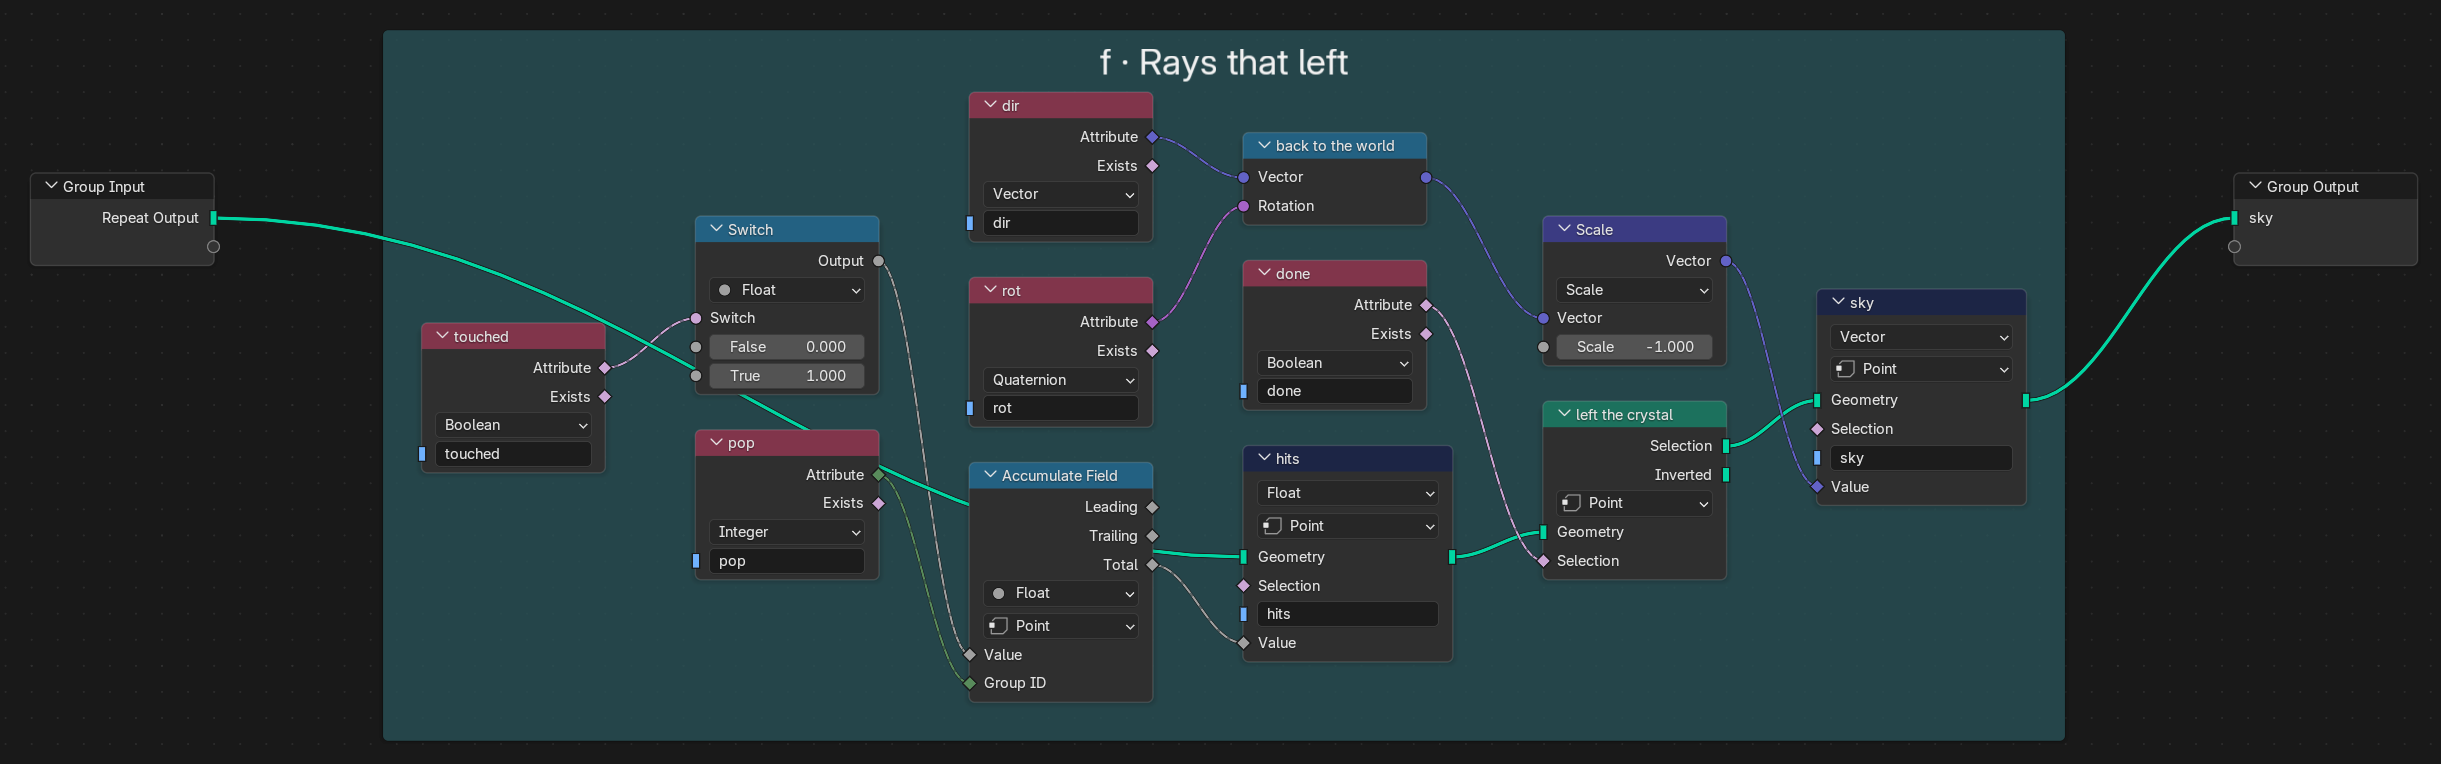 f · Rays that left
Group Input
Repeat Output
touched
Attribute
Exists
Boolean
touched
Switch
Output
Float
Switch
False 0.000
True 1.000
pop
Attribute
Exists
Integer
pop
dir
Attribute
Exists
Vector
dir
rot
Attribute
Exists
Quaternion
rot
Accumulate Field
Leading
Trailing
Total
Float
Point
Value
Group ID
back to the world
Vector
Rotation
done
Attribute
Exists
Boolean
done
hits
Float
Point
Geometry
Selection
hits
Value
Scale
Vector
Scale
Vector
Scale -1.000
left the crystal
Selection
Inverted
Point
Geometry
Selection
sky
Vector
Point
Geometry
Selection
sky
Value
Group Output
sky